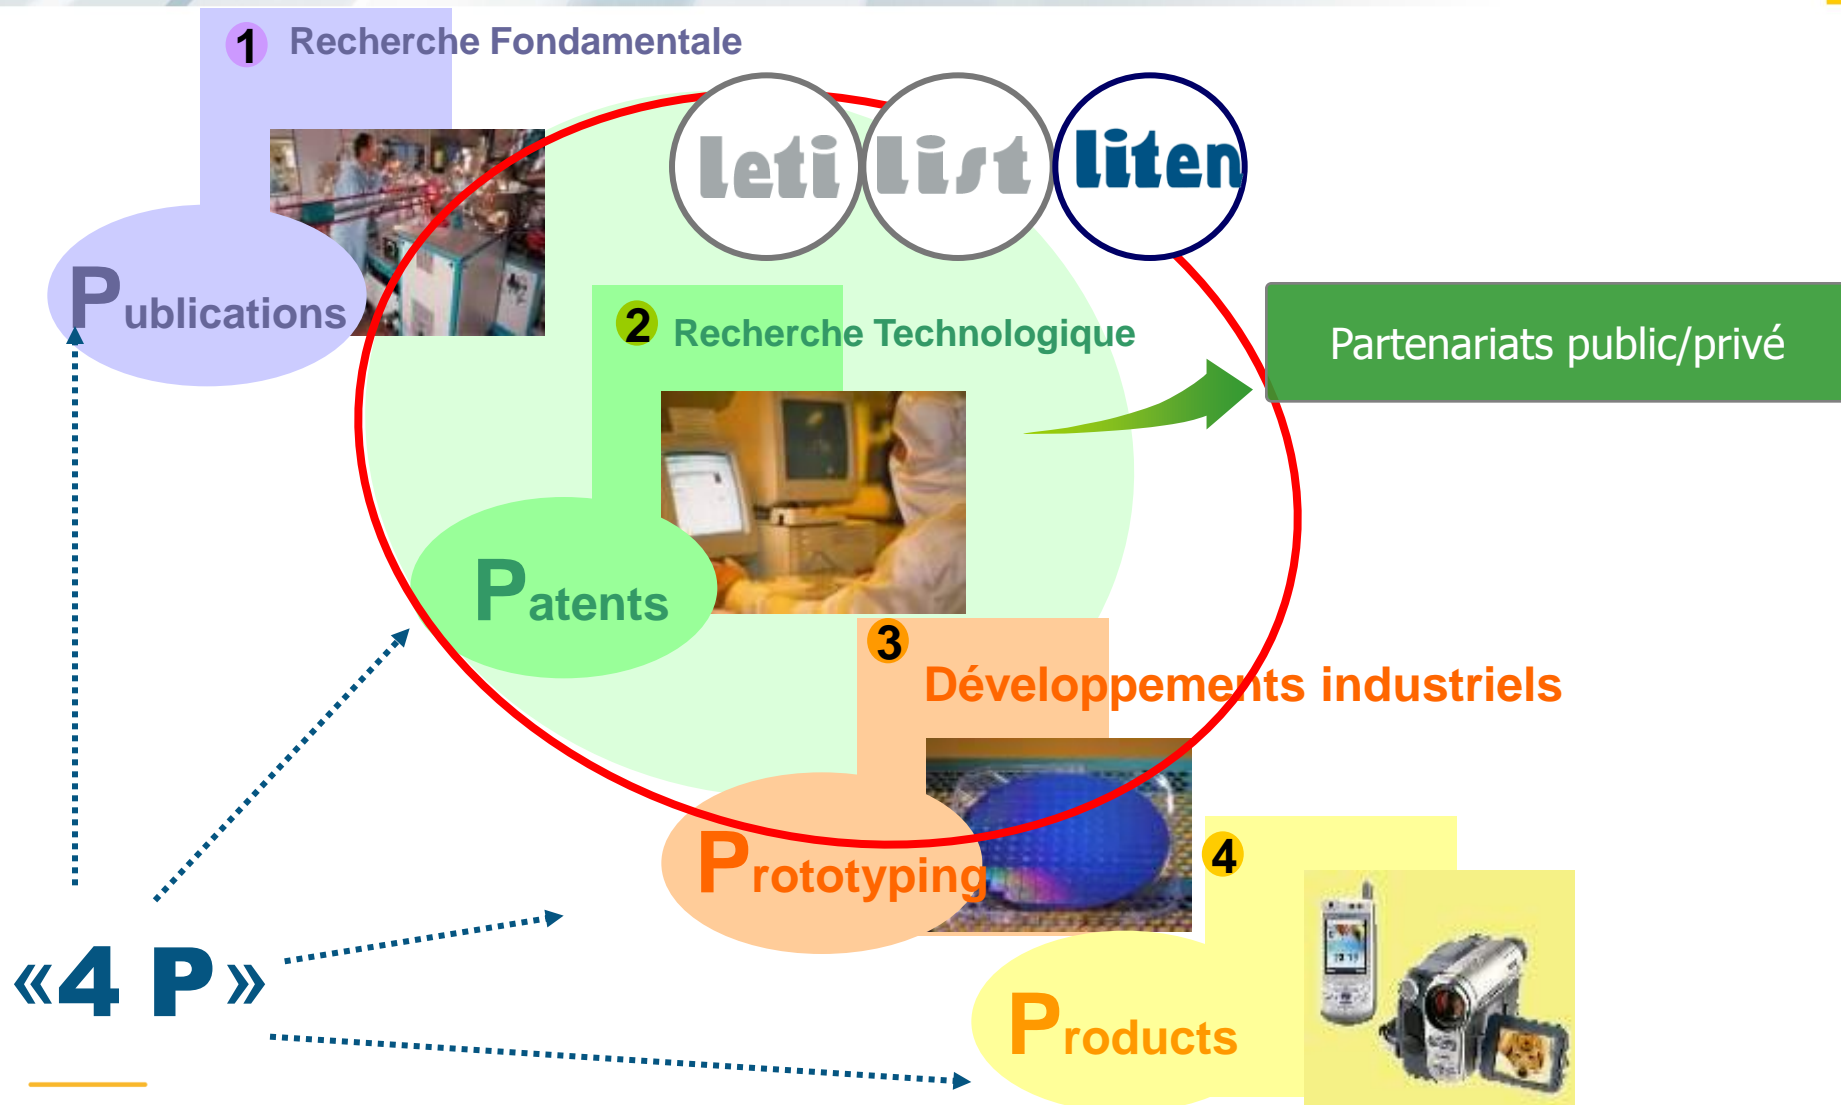 1 Recherche Fondamentale
leti list liten
Publications
2 Recherche Technologique
Partenariats public/privé
Patents
3
Développements industriels
Prototyping
4
«4 P»
Products